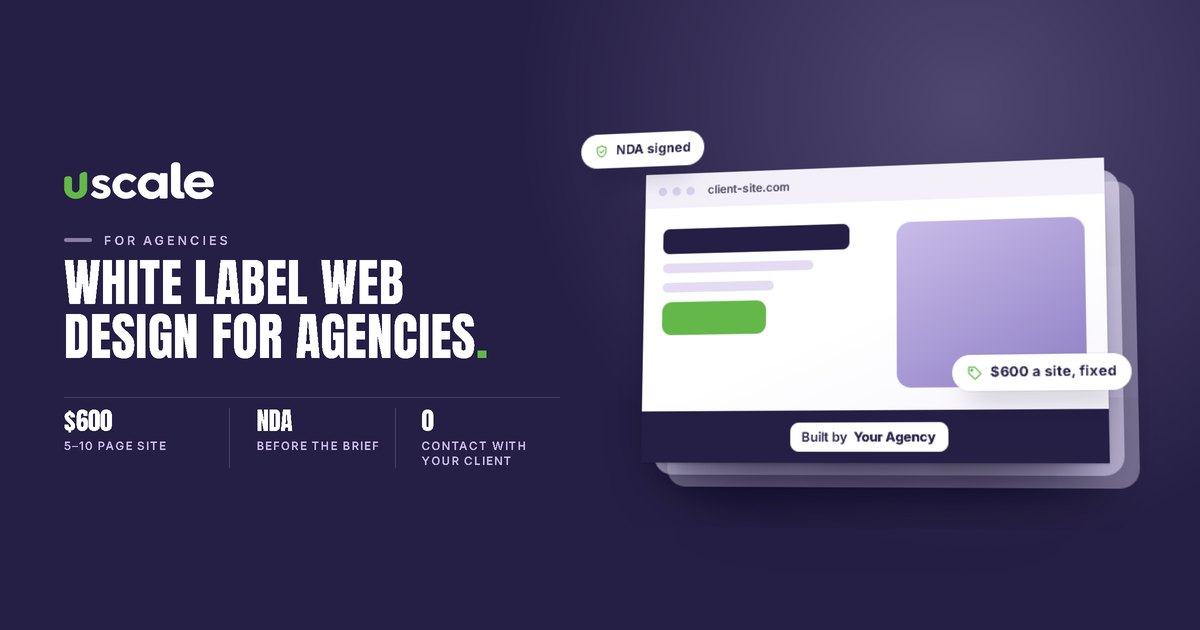 uscale
FOR AGENCIES
WHITE LABEL WEB
DESIGN FOR AGENCIES.
$600
5–10 PAGE SITE
NDA
BEFORE THE BRIEF
0
CONTACT WITH
YOUR CLIENT
NDA signed
client-site.com
$600 a site, fixed
Built by Your Agency